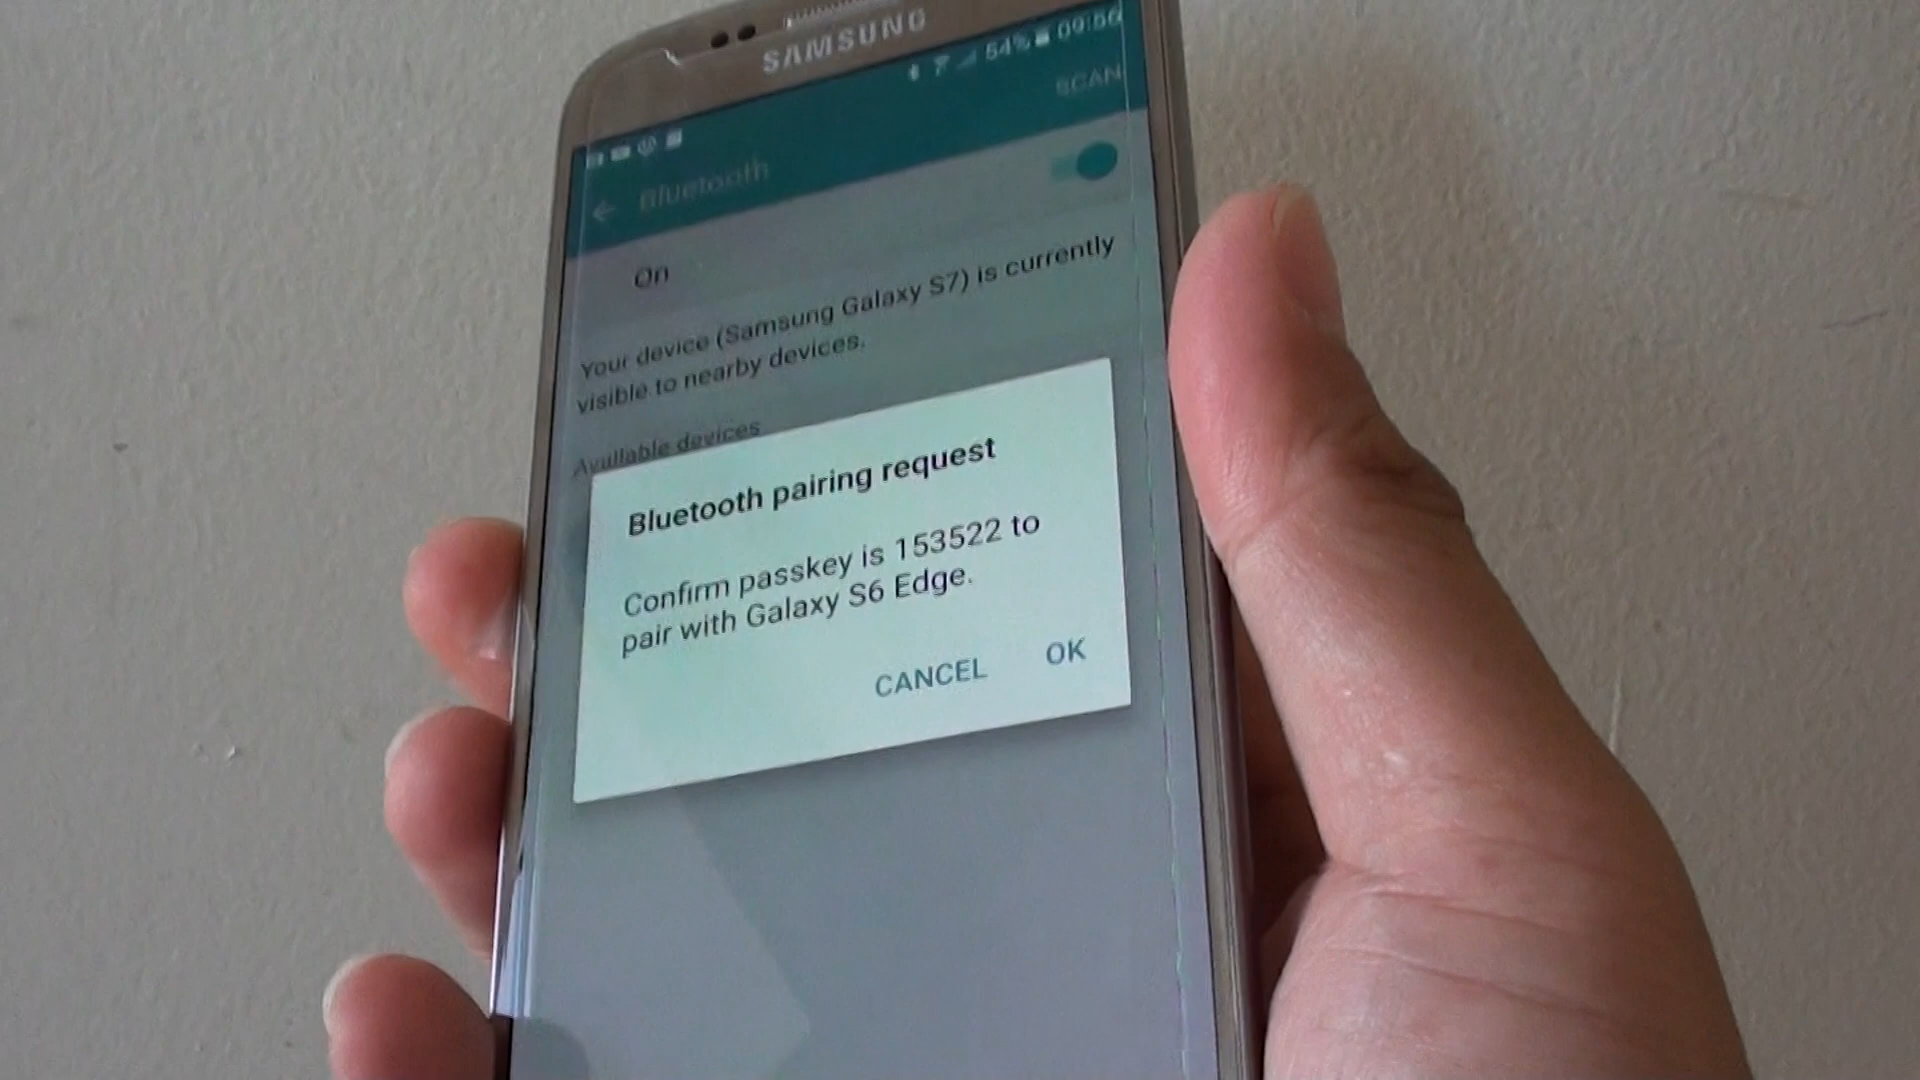 SAMSUNG
54% 09:56
SCAN
Bluetooth
On
Your device (Samsung Galaxy S7) is currently
visible to nearby devices.
Available devices
Bluetooth pairing request
Confirm passkey is 153522 to
pair with Galaxy S6 Edge.
CANCEL OK